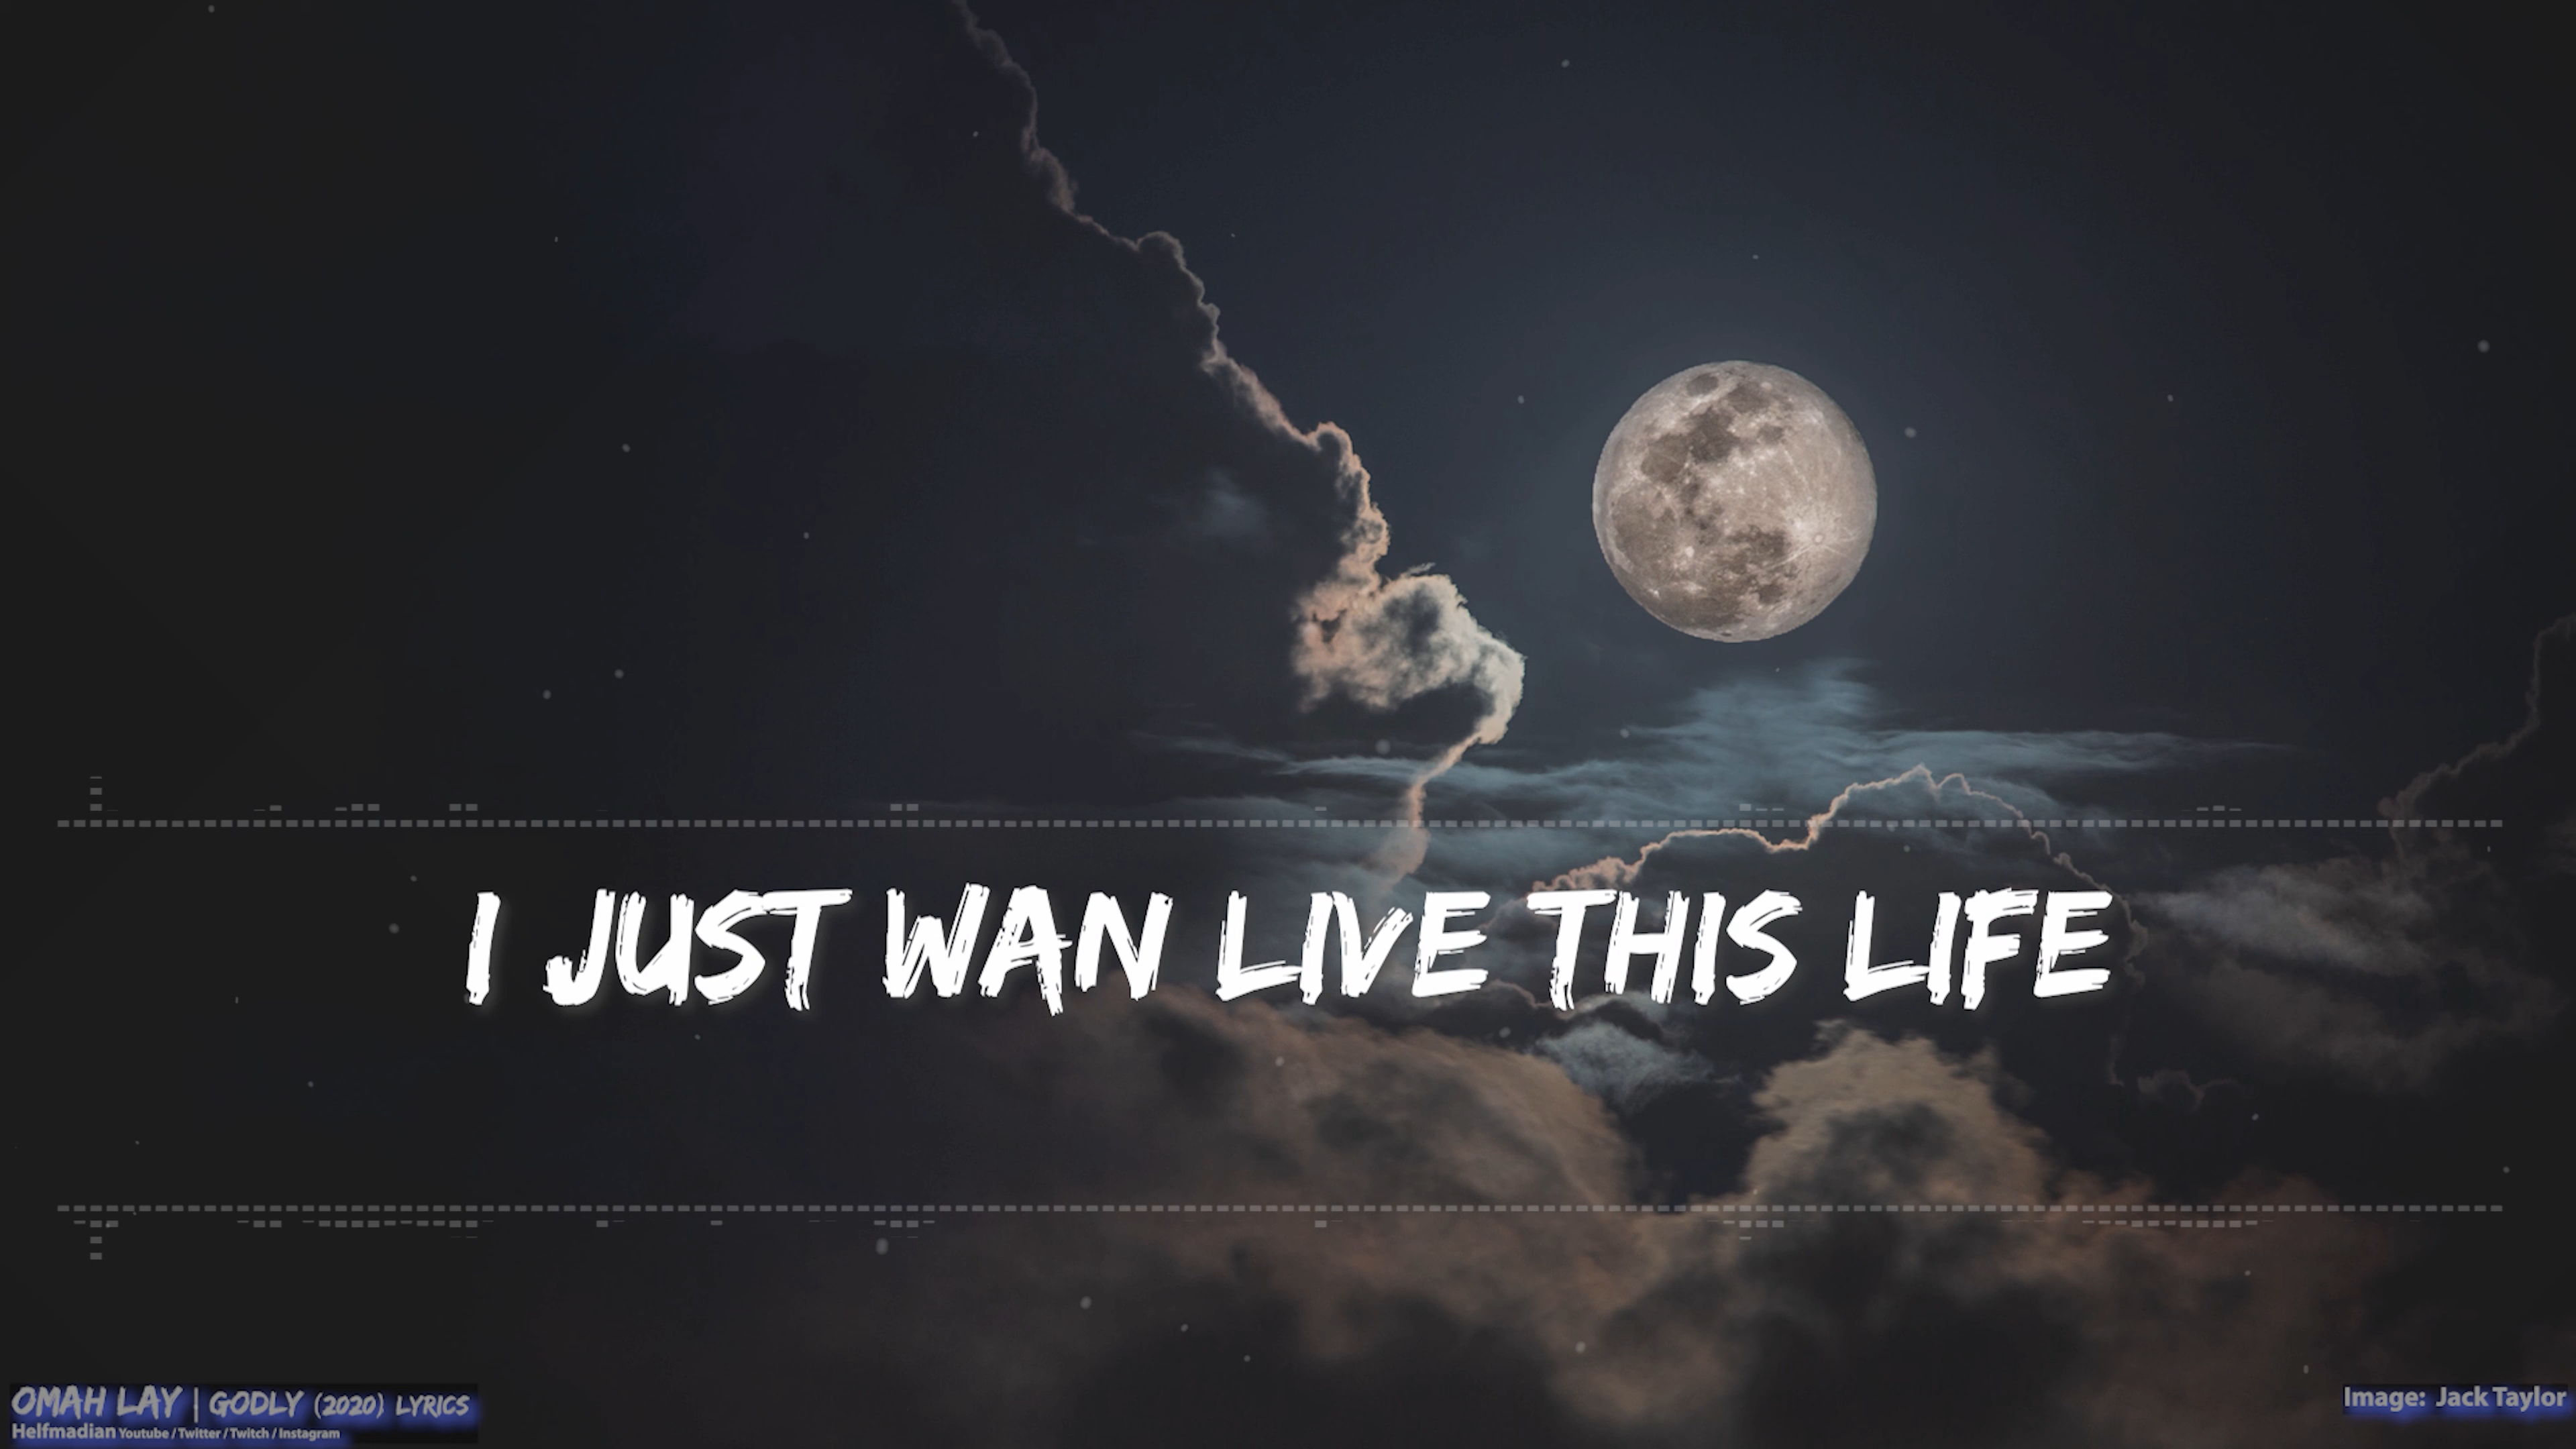 I JUST WAN LIVE THIS LIFE
OMAH LAY | GODLY (2020) LYRICS
Helfmadian Youtube / Twitter / Twitch / Instagram
Image: Jack Taylor